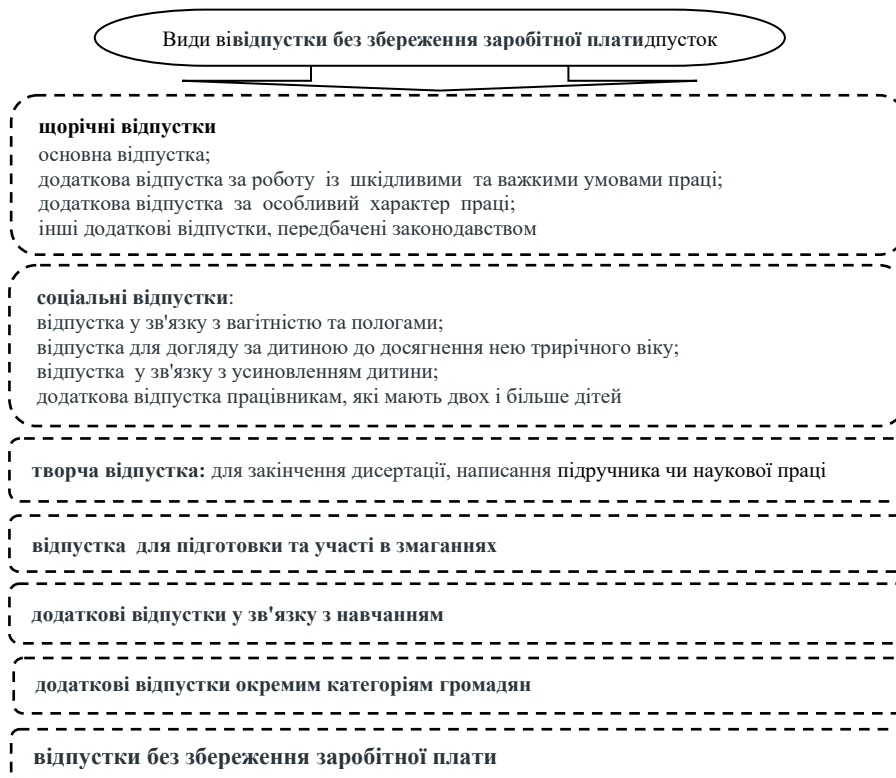 Види вівідпустки без збереження заробітної платидпусток
щорічні відпустки
основна відпустка;
додаткова відпустка за роботу із шкідливими та важкими умовами праці;
додаткова відпустка за особливий характер праці;
інші додаткові відпустки, передбачені законодавством
соціальні відпустки:
відпустка у зв'язку з вагітністю та пологами;
відпустка для догляду за дитиною до досягнення нею трирічного віку;
відпустка у зв'язку з усиновленням дитини;
додаткова відпустка працівникам, які мають двох і більше дітей
творча відпустка: для закінчення дисертації, написання підручника чи наукової праці
відпустка для підготовки та участі в змаганнях
додаткові відпустки у зв'язку з навчанням
додаткові відпустки окремим категоріям громадян
відпустки без збереження заробітної плати